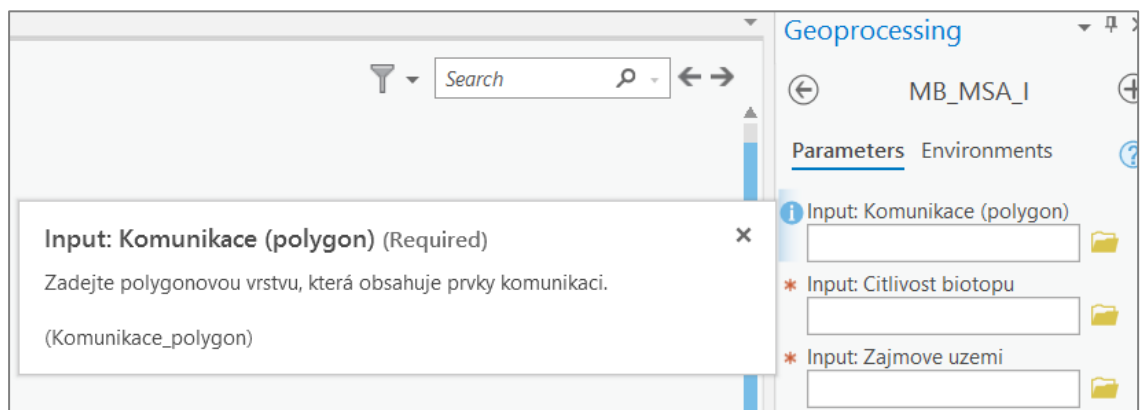 Geoprocessing
Search
MB_MSA_I
Parameters Environments
Input: Komunikace (polygon)
Input: Komunikace (polygon) (Required)
Zadejte polygonovou vrstvu, která obsahuje prvky komunikaci.
(Komunikace_polygon)
* Input: Citlivost biotopu
* Input: Zajmove uzemi